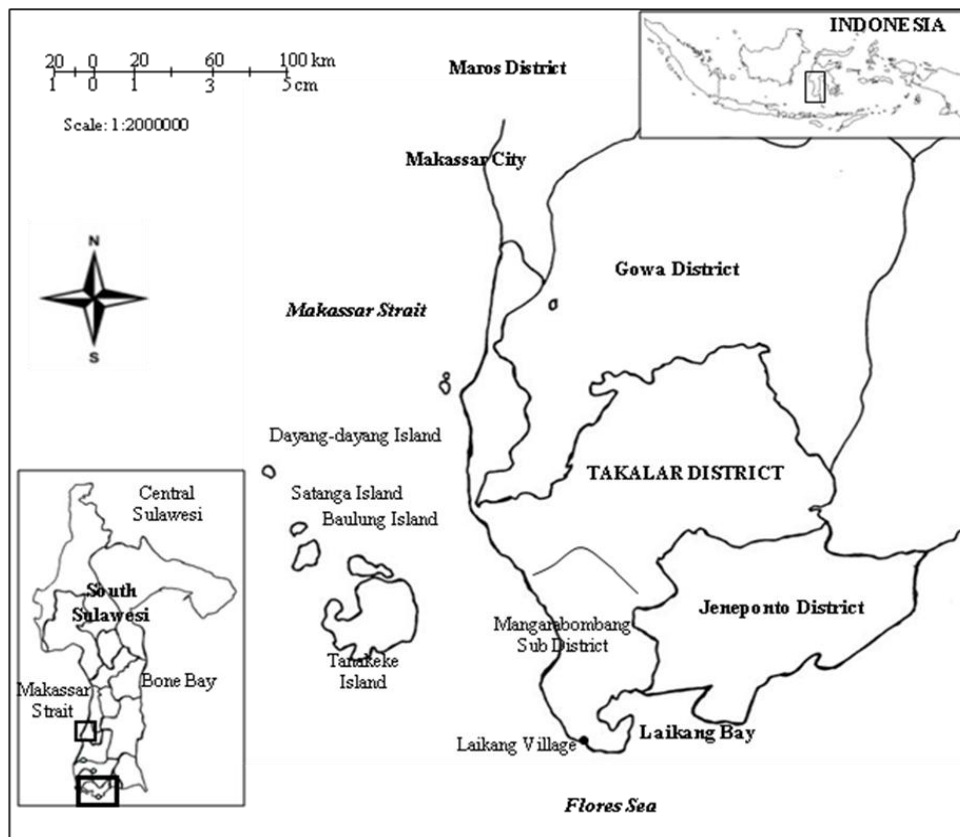 INDONESIA
20 0 20 60 100 km
1 0 1 3 5 cm
Scale: 1:2000000
Maros District
Makassar City
N
S
Gowa District
Makassar Strait
Dayang-dayang Island
TAKALAR DISTRICT
Satanga Island
Baulung Island
Central
Sulawesi
South
Sulawesi
Jeneponto District
Mangarabombang
Sub District
Tanakeke
Island
Makassar
Strait
Bone Bay
Laikang Bay
Laikang Village
Flores Sea